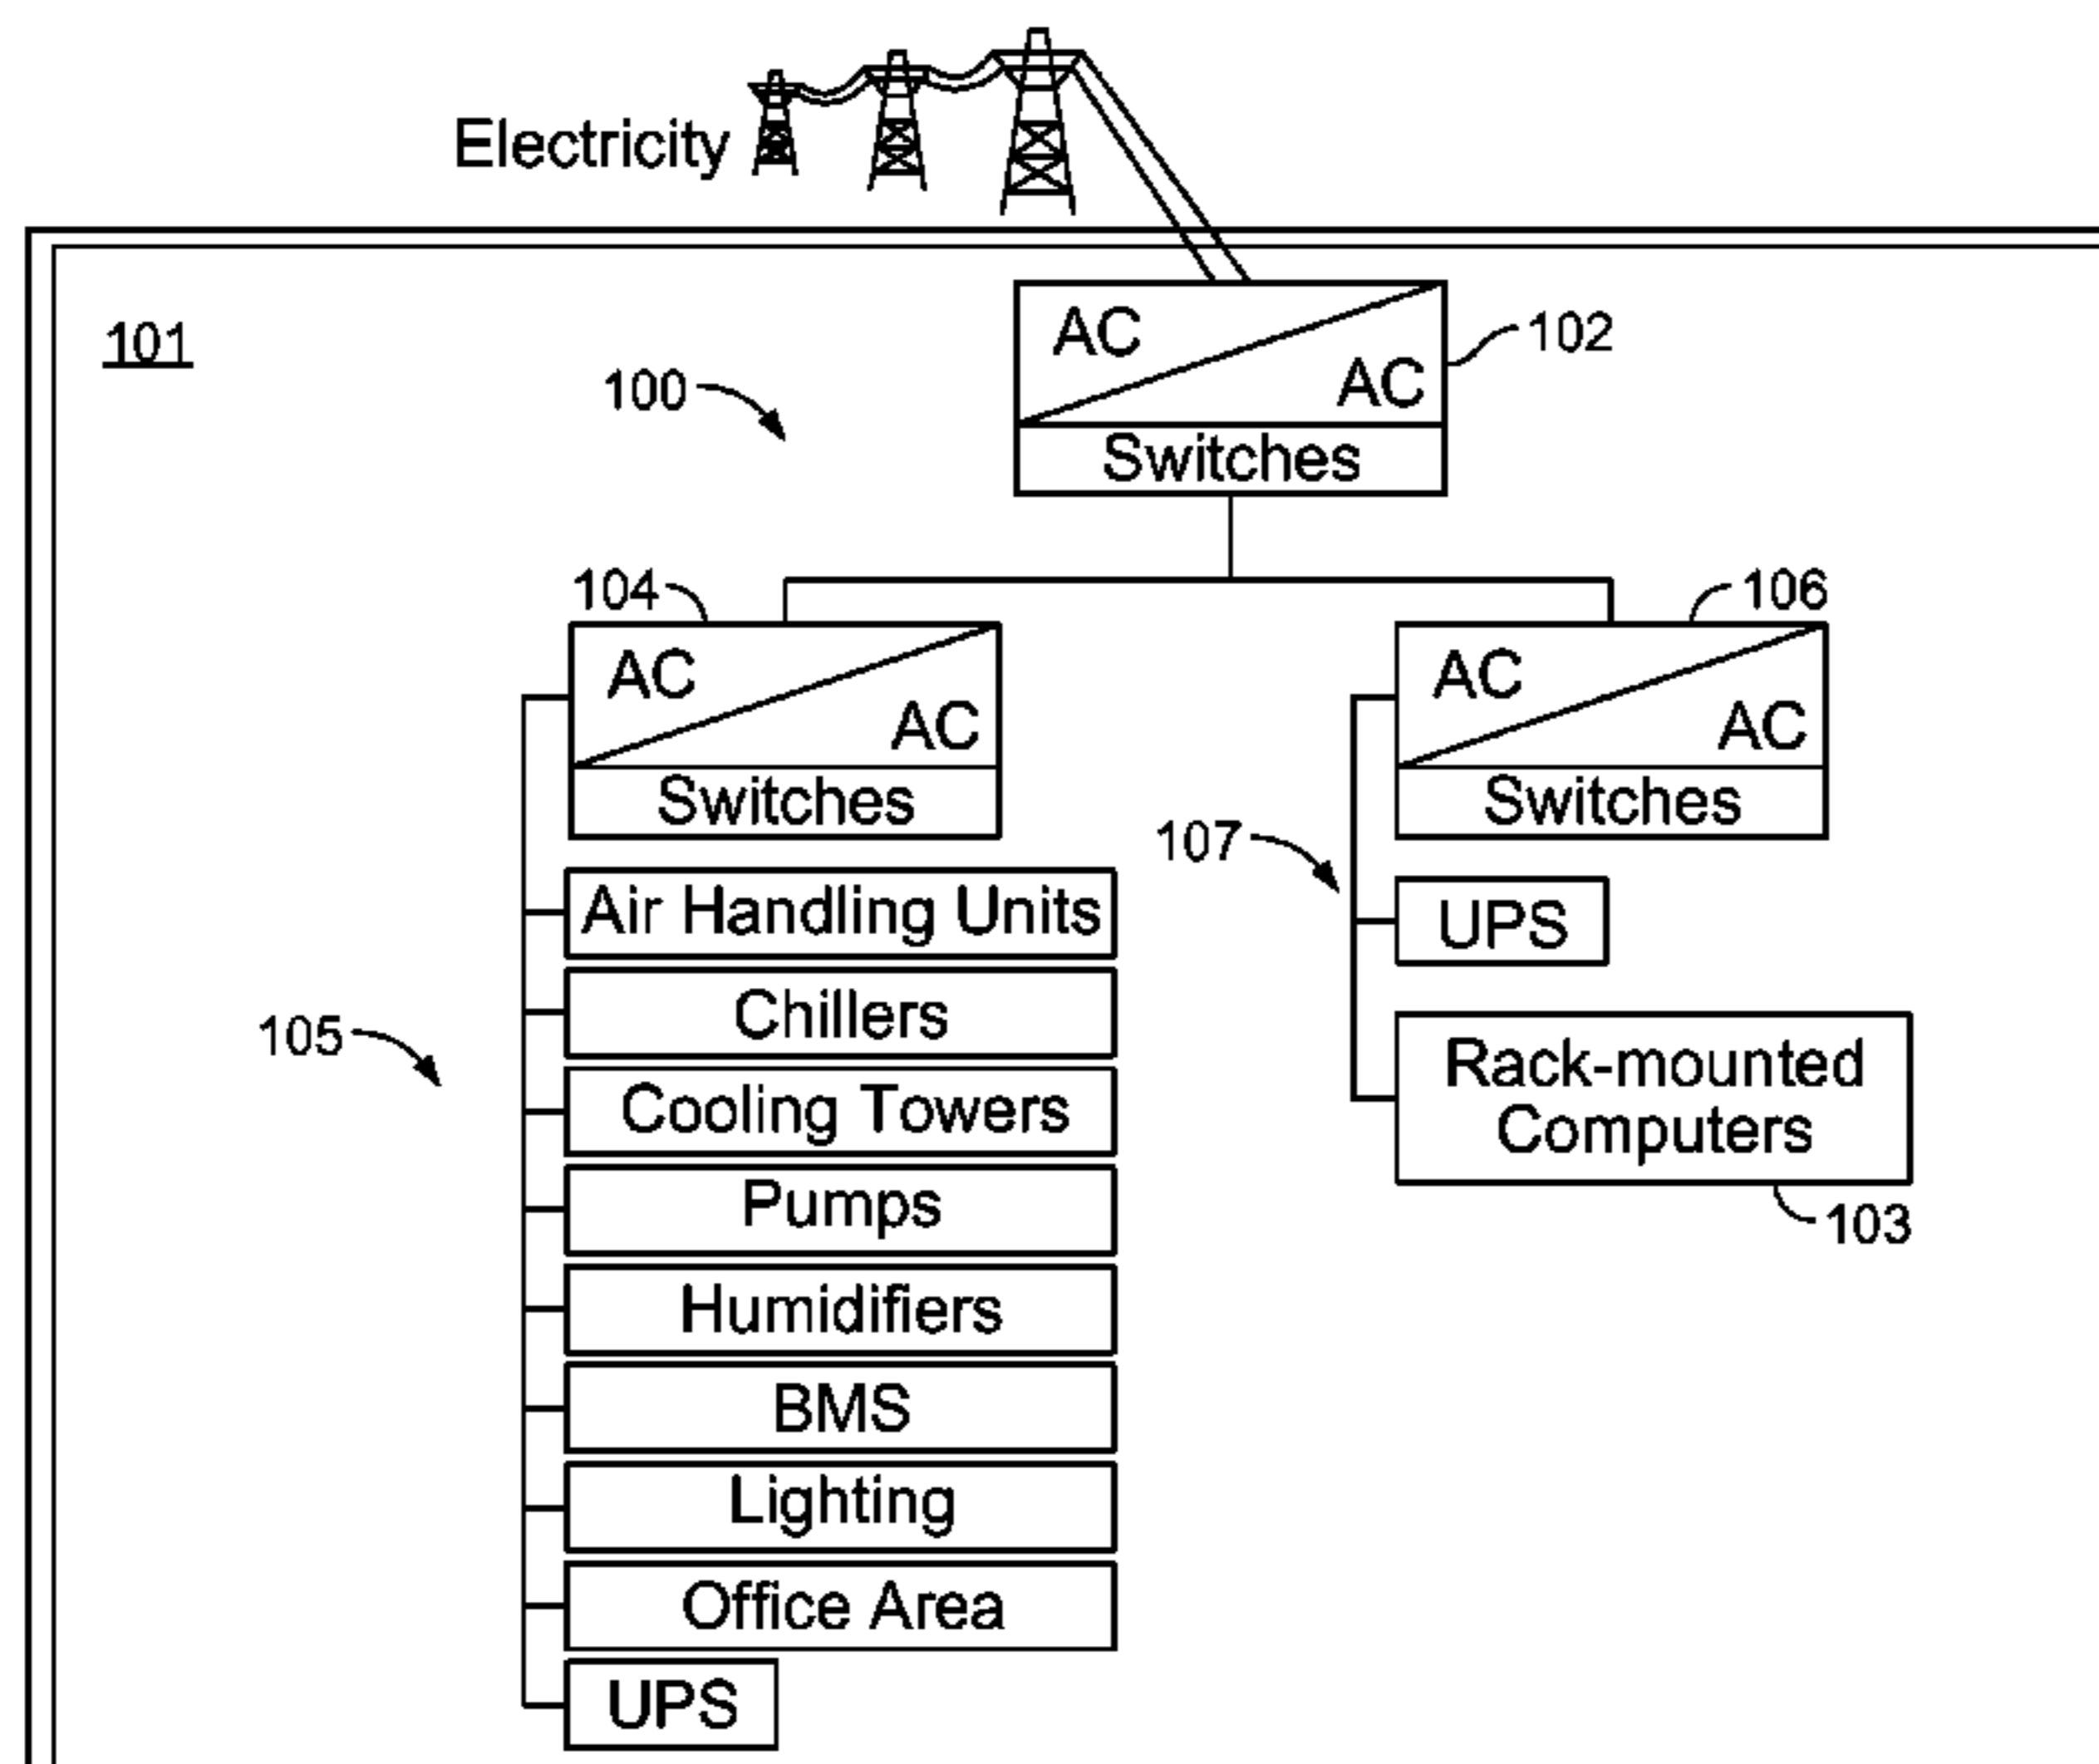 Electricity
101
100
AC
AC
102
Switches
104
AC
AC
Switches
106
AC
AC
Switches
107
UPS
Rack-mounted
Computers
103
105
Air Handling Units
Chillers
Cooling Towers
Pumps
Humidifiers
BMS
Lighting
Office Area
UPS